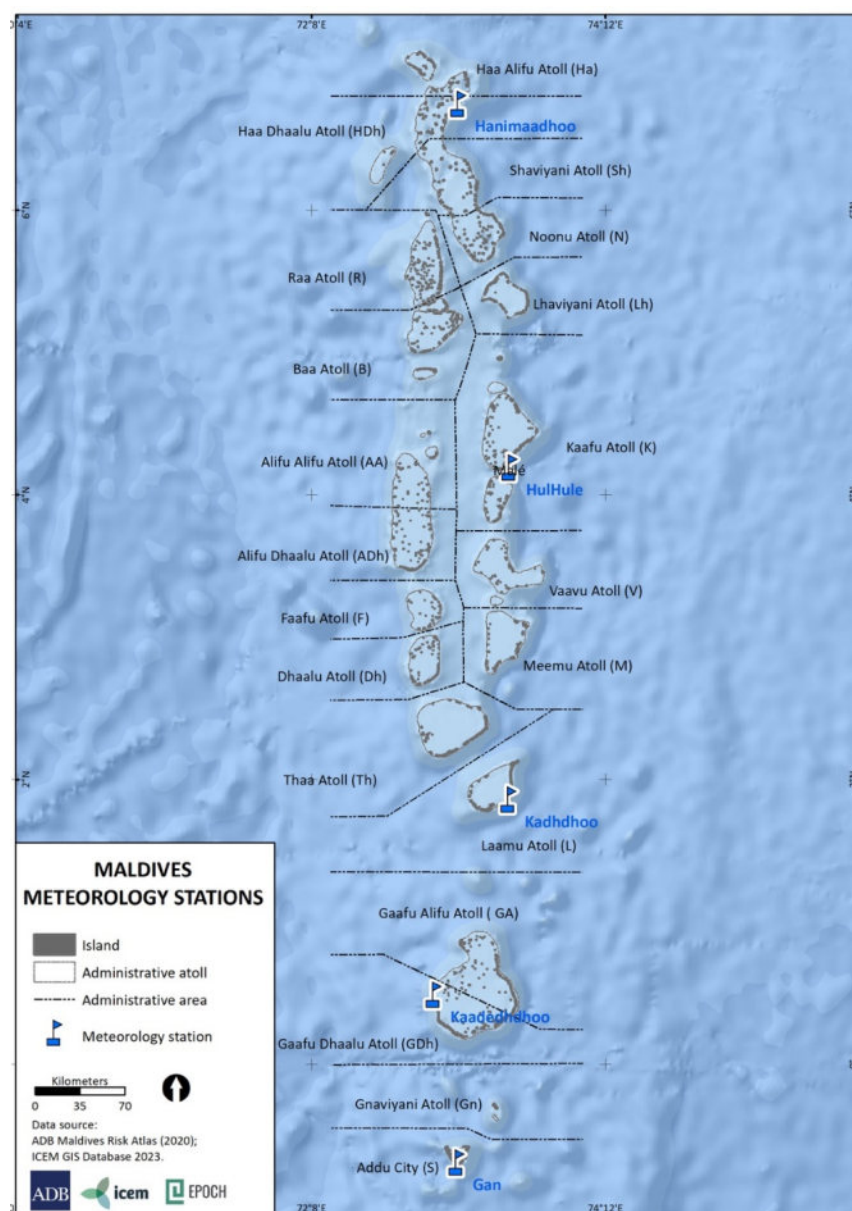 72°8'
74°12'
Haa Alifu Atoll (Ha)
Hanimaadhoo
Haa Dhaalu Atoll (HDh)
Shaviyani Atoll (Sh)
6°N
Noonu Atoll (N)
Raa Atoll (R)
Lhaviyani Atoll (Lh)
Baa Atoll (B)
Kaafu Atoll (K)
Alifu Alifu Atoll (AA)
Malé
HulHule
4°N
Alifu Dhaalu Atoll (ADh)
Vaavu Atoll (V)
Faafu Atoll (F)
Meemu Atoll (M)
Dhaalu Atoll (Dh)
2°N
Thaa Atoll (Th)
Kadhdhoo
Laamu Atoll (L)
Gaafu Alifu Atoll ( GA)
Kaadedhdhoo
Gaafu Dhaalu Atoll (GDh)
Gnaviyani Atoll (Gn)
Addu City (S)
Gan
72°8'
74°12'
MALDIVES
METEOROLOGY STATIONS
Island
Administrative atoll
Administrative area
Meteorology station
Kilometers
0 35 70
Data source:
ADB Maldives Risk Atlas (2020);
ICEM GIS Database 2023.
ADB icem EPOCH